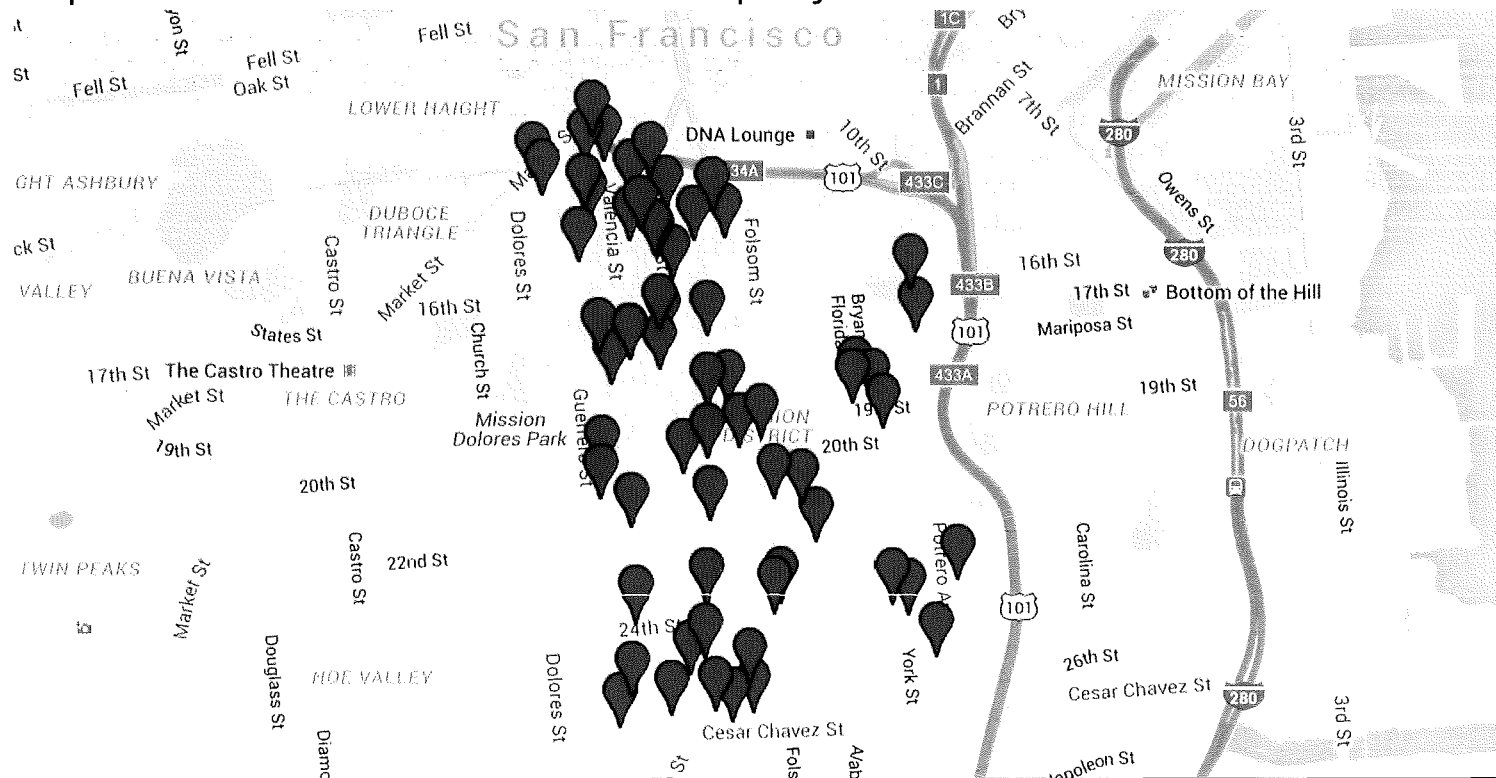 San Francisco
1C
Fell St
Fell St
Oak St
Fell St
St
LOWER HAIGHT
DNA Lounge
10th St
Brannan St
7th St
1
280
MISSION BAY
3rd St
34A
101
433C
Owens St
GHT ASHBURY
DUBOCE
TRIANGLE
Dolores St
Valencia St
Folsom St
ck St
Castro St
Market St
280
BUENA VISTA
VALLEY
16th St
433B
16th St
17th St
Bottom of the Hill
States St
Church St
Florida
101
Mariposa St
17th St
The Castro Theatre
433A
Market St
THE CASTRO
19th St
POTRERO HILL
19th St
56
Mission
Dolores Park
DISTRICT
20th St
DOGPATCH
19th St
20th St
Illinois St
TWIN PEAKS
Market St
Castro St
22nd St
Carolina St
101
24th St
Douglass St
NOE VALLEY
Dolores St
York St
26th St
Cesar Chavez St
280
3rd St
Cesar Chavez St
St